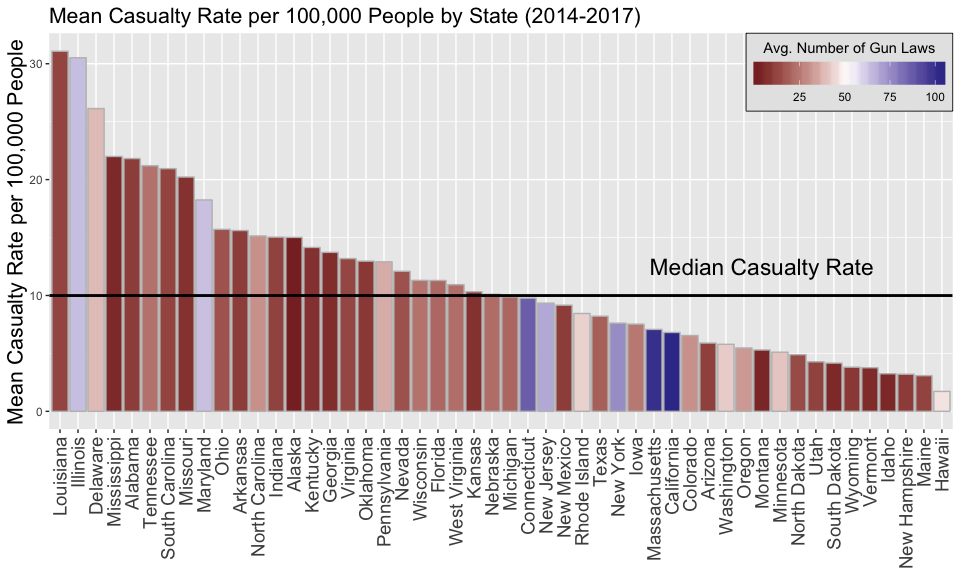 Mean Casualty Rate per 100,000 People by State (2014-2017)
Mean Casualty Rate per 100,000 People
Avg. Number of Gun Laws
25 50 75 100
30
20
10
0
Median Casualty Rate
Louisiana
Illinois
Delaware
Mississippi
Alabama
Tennessee
South Carolina
Missouri
Maryland
Ohio
Arkansas
North Carolina
Indiana
Alaska
Kentucky
Georgia
Virginia
Oklahoma
Pennsylvania
Nevada
Wisconsin
Florida
West Virginia
Kansas
Nebraska
Michigan
Connecticut
New Jersey
New Mexico
Rhode Island
Texas
New York
Iowa
Massachusetts
California
Colorado
Arizona
Washington
Oregon
Montana
Minnesota
North Dakota
Utah
South Dakota
Wyoming
Vermont
Idaho
New Hampshire
Maine
Hawaii